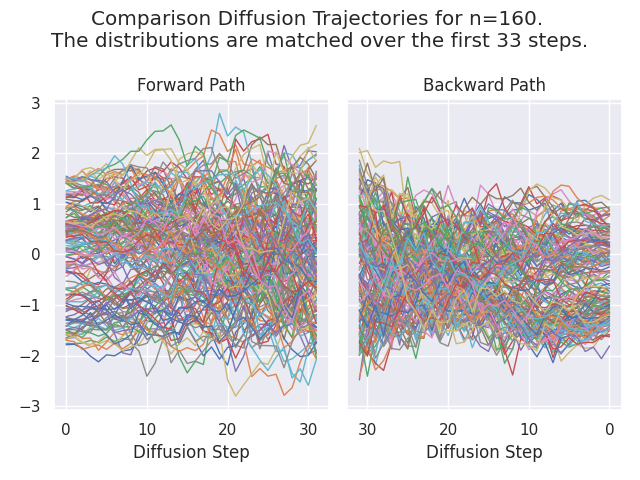 Comparison Diffusion Trajectories for n=160.
The distributions are matched over the first 33 steps.
Forward Path
Backward Path
3
2
1
0
−1
−2
−3
0 10 20 30
30 20 10 0
Diffusion Step
Diffusion Step